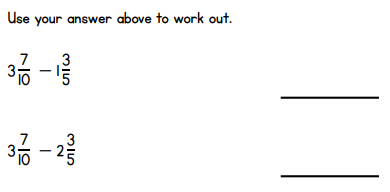 Use your answer above to work out.
3 7/10 − 1 3/5
3 7/10 − 2 3/5